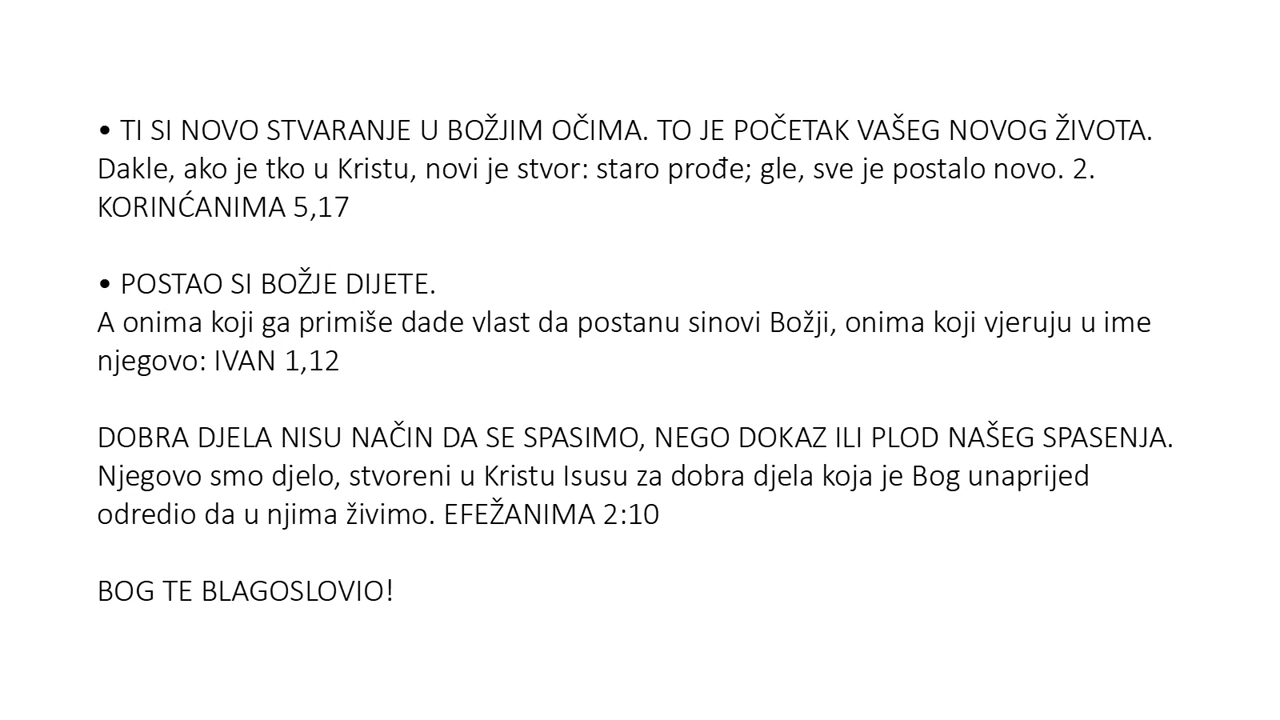 • TI SI NOVO STVARANJE U BOŽJIM OČIMA. TO JE POČETAK VAŠEG NOVOG ŽIVOTA.
Dakle, ako je tko u Kristu, novi je stvor: staro prođe; gle, sve je postalo novo. 2.
KORINĆANIMA 5,17
• POSTAO SI BOŽJE DIJETE.
A onima koji ga primiše dade vlast da postanu sinovi Božji, onima koji vjeruju u ime
njegovo: IVAN 1,12
DOBRA DJELA NISU NAČIN DA SE SPASIMO, NEGO DOKAZ ILI PLOD NAŠEG SPASENJA.
Njegovo smo djelo, stvoreni u Kristu Isusu za dobra djela koja je Bog unaprijed
odredio da u njima živimo. EFEŽANIMA 2:10
BOG TE BLAGOSLOVIO!